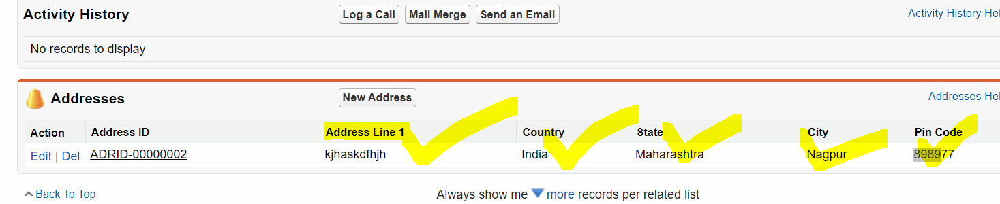 Activity History Log a Call Mail Merge Send an Email Activity History Hel
No records to display
Addresses New Address Addresses Hel
Action Address ID Address Line 1 Country State City Pin Code
Edit | Del ADRID-00000002 kjhaskdfhjh India Maharashtra Nagpur 898977
Back To Top Always show me more records per related list